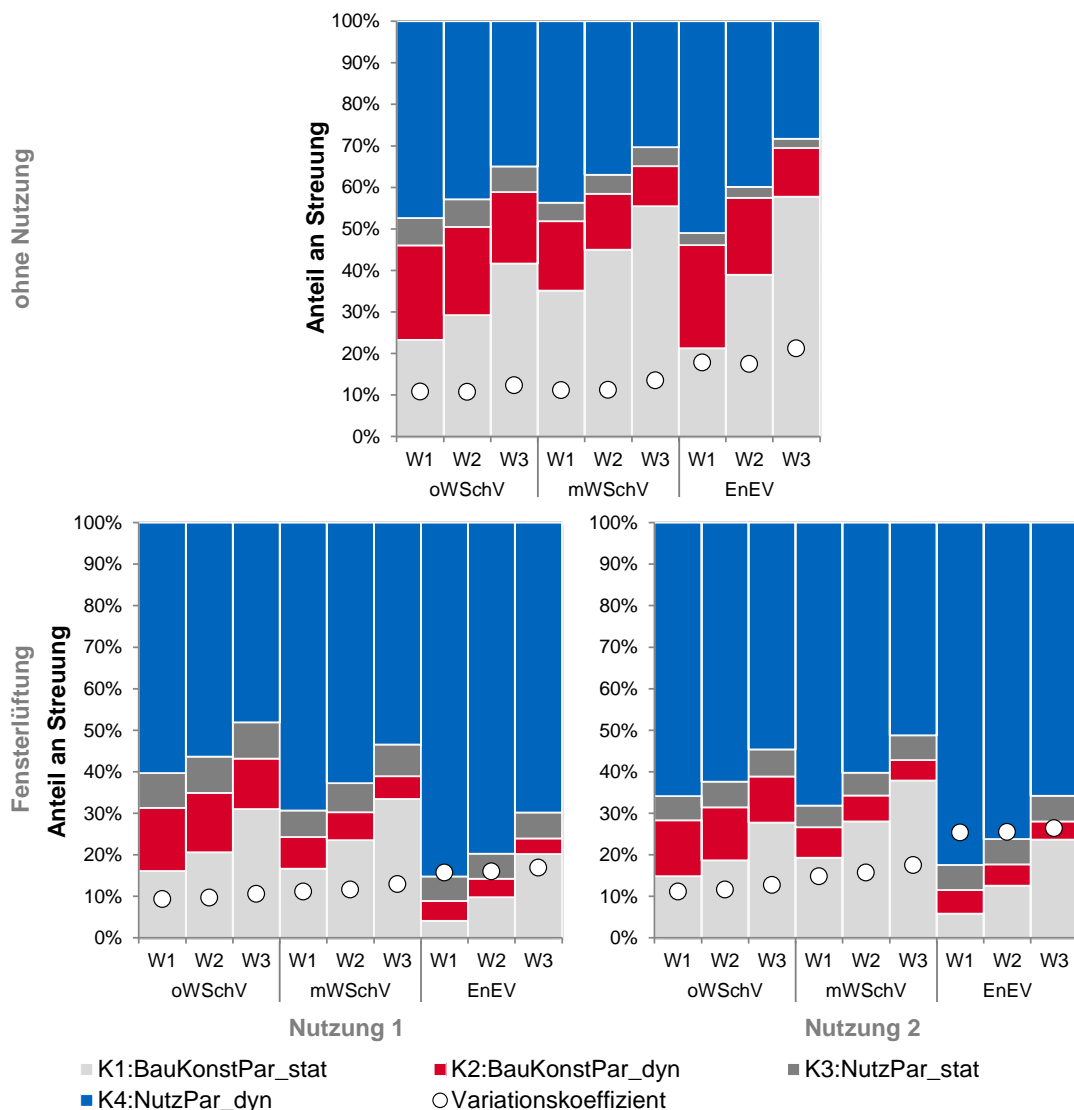 ohne Nutzung
Anteil an Streuung
100%
90%
80%
70%
60%
50%
40%
30%
20%
10%
0%
W1 W2 W3 W1 W2 W3 W1 W2 W3
oWSchV mWSchV EnEV
Fensterlüftung
Anteil an Streuung
100%
90%
80%
70%
60%
50%
40%
30%
20%
10%
0%
W1 W2 W3 W1 W2 W3 W1 W2 W3
oWSchV mWSchV EnEV
Nutzung 1
100%
90%
80%
70%
60%
50%
40%
30%
20%
10%
0%
W1 W2 W3 W1 W2 W3 W1 W2 W3
oWSchV mWSchV EnEV
Nutzung 2
K1:BauKonstPar_stat K2:BauKonstPar_dyn K3:NutzPar_stat
K4:NutzPar_dyn Variationskoeffizient